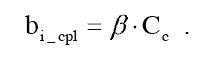 b_{i_cpl} = β·C_c .